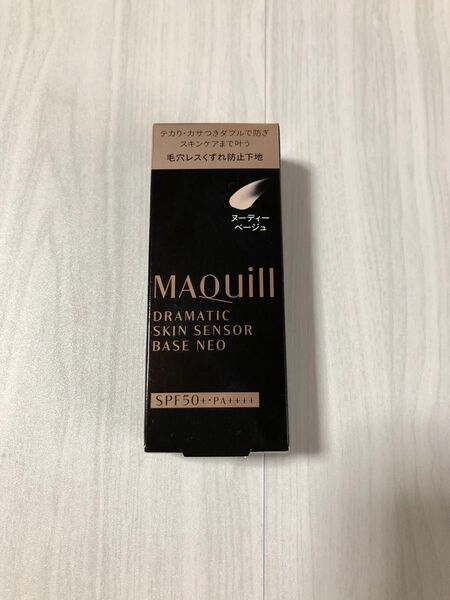 テカリ・カサつきダブルで防ぎ
スキンケアまで叶う
毛穴レスくずれ防止下地
ヌーディー
ベージュ
MAQuill
DRAMATIC
SKIN SENSOR
BASE NEO
SPF50+・PA++++